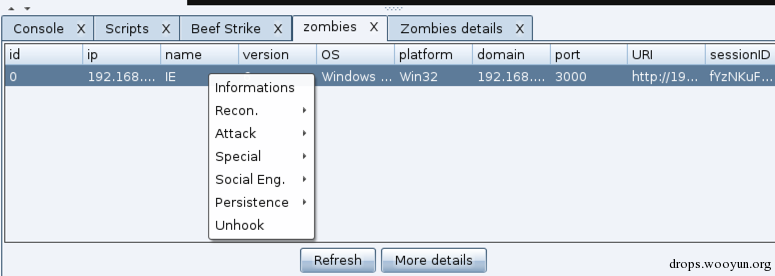 Console X Scripts X Beef Strike X zombies X Zombies details X
id ip name version OS platform domain port URI sessionID
0 192.168.... IE Windows ... Win32 192.168.... 3000 http://19... fYzNKuF...
Informations
Recon.
Attack
Special
Social Eng.
Persistence
Unhook
Refresh More details
drops.wooyun.org